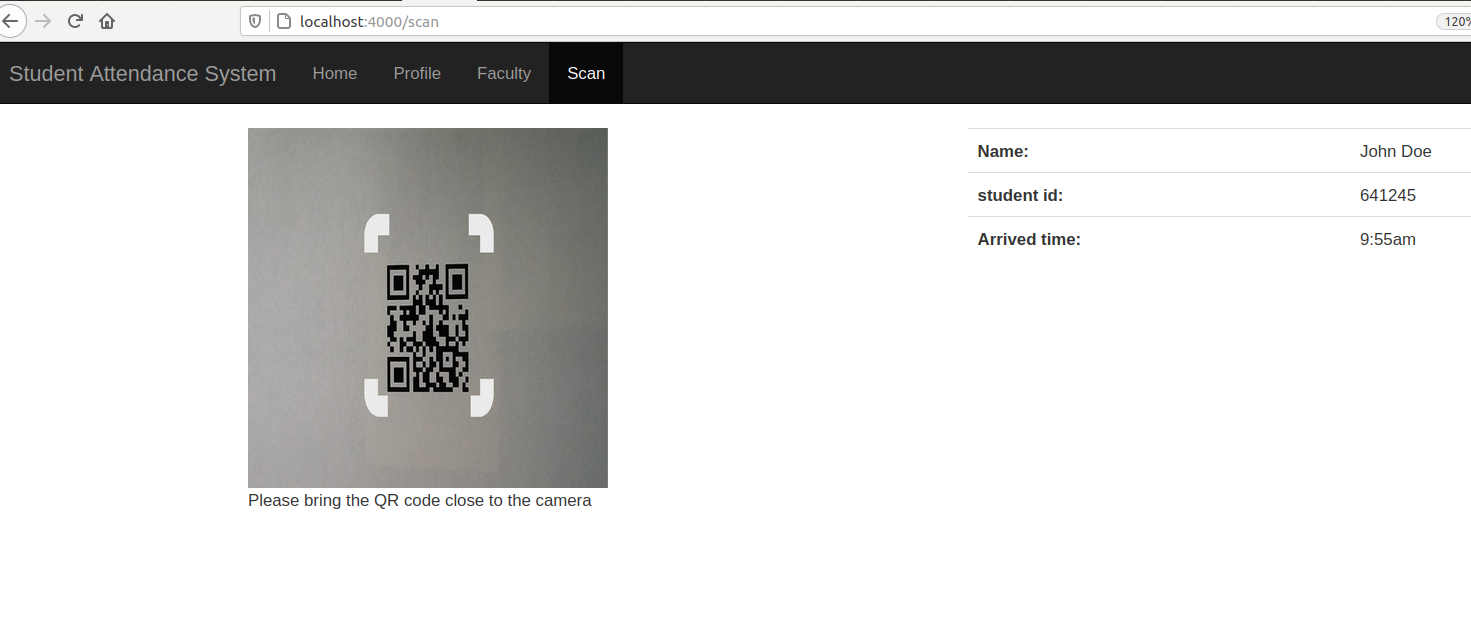 localhost:4000/scan
120%
Student Attendance System Home Profile Faculty Scan
Name: John Doe
student id: 641245
Arrived time: 9:55am
Please bring the QR code close to the camera